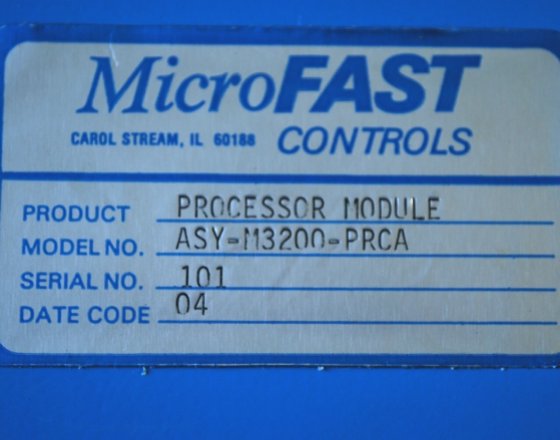 MicroFAST
CAROL STREAM, IL 60188 CONTROLS
PRODUCT PROCESSOR MODULE
MODEL NO. ASY-M3200-PRCA
SERIAL NO. 101
DATE CODE 04